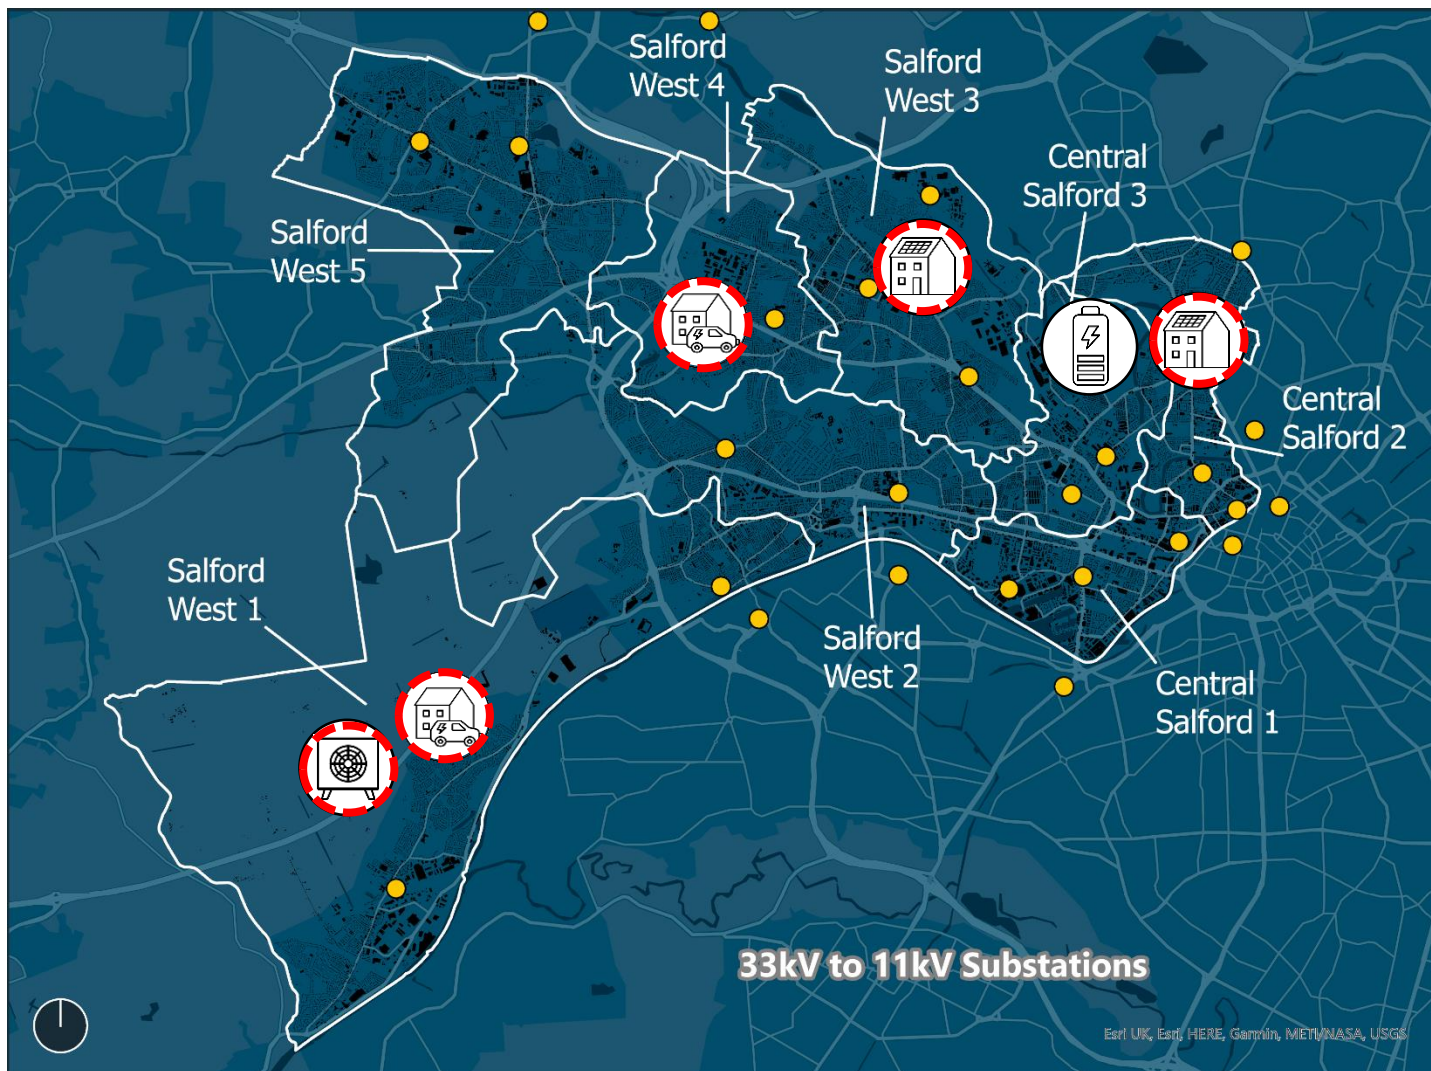 Salford
West 4
Salford
West 3
Central
Salford 3
Salford
West 5
Central
Salford 2
Salford
West 1
Salford
West 2
Central
Salford 1
33kV to 11kV Substations
Esri UK, Esri, HERE, Garmin, METI/NASA, USGS